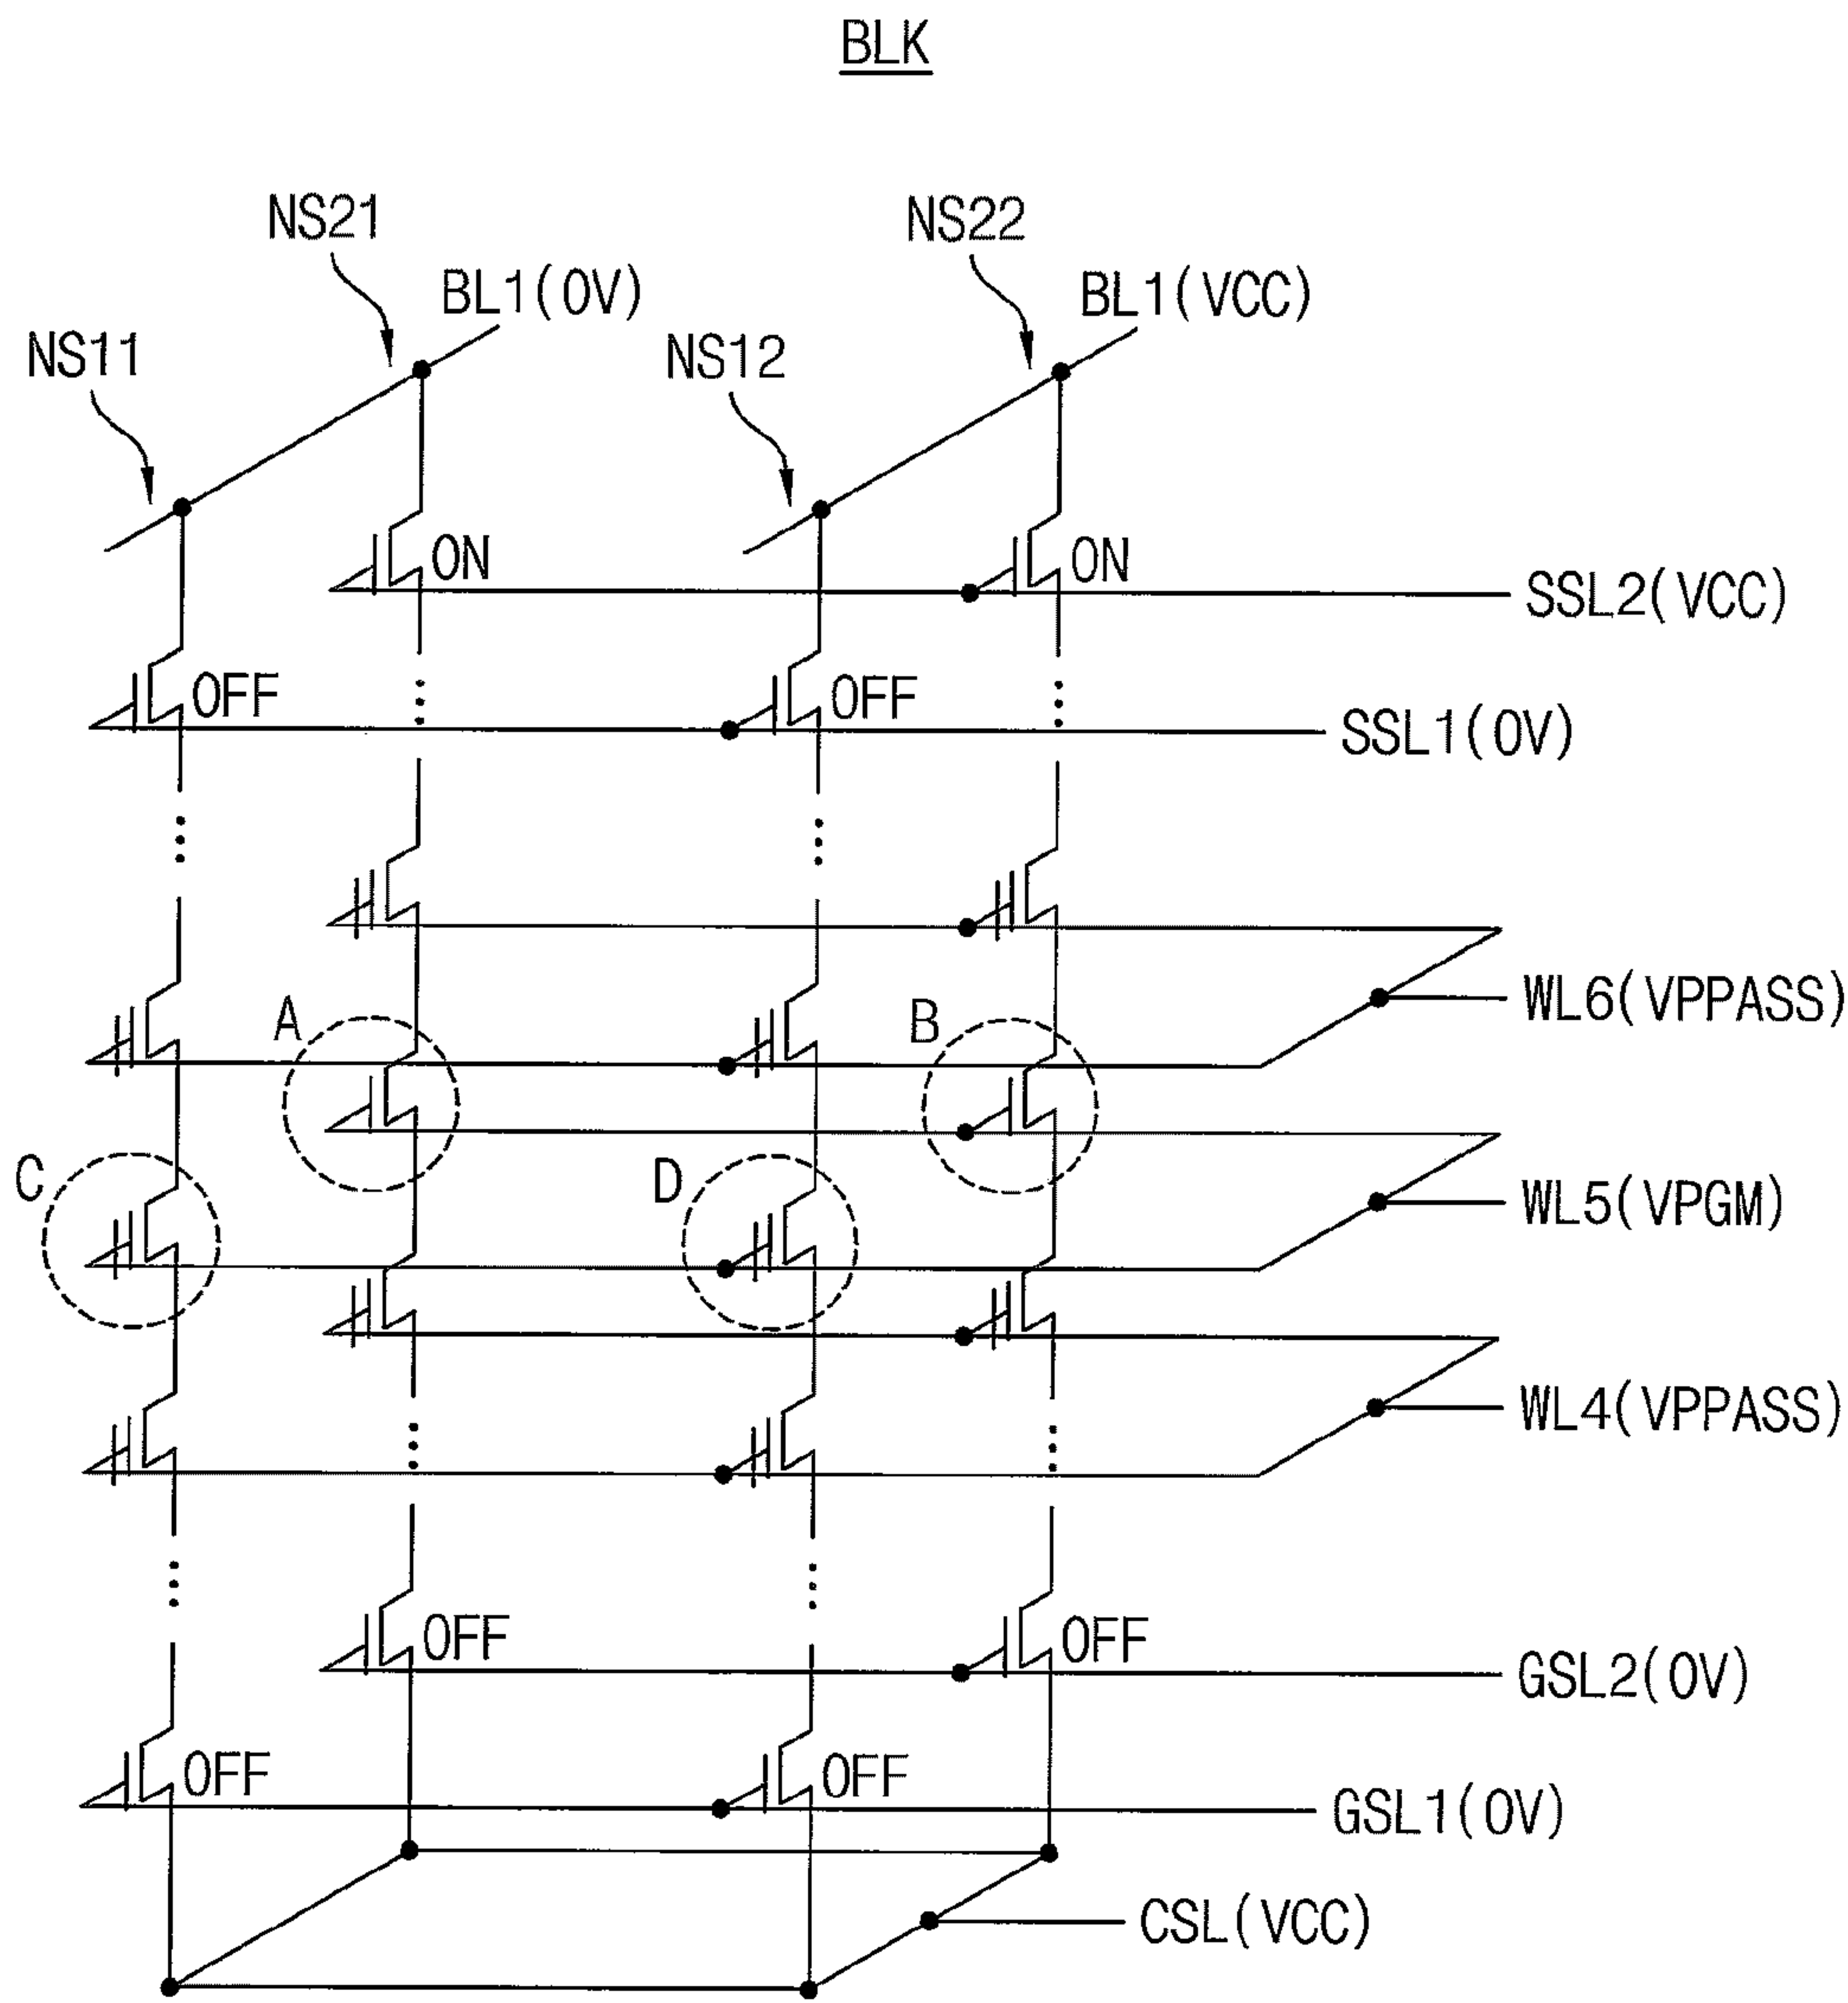 BLK
NS21
NS22
BL1(0V)
BL1(VCC)
NS11
NS12
ON
ON
SSL2(VCC)
OFF
OFF
SSL1(0V)
WL6(VPPASS)
A
B
C
D
WL5(VPGM)
WL4(VPPASS)
OFF
OFF
GSL2(0V)
OFF
OFF
GSL1(0V)
CSL(VCC)